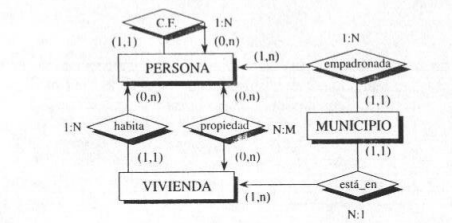 C.F. 1:N
(1,1) (0,n) 1:N
(1,n) empadronada
PERSONA
(0,n) (0,n) (1,1)
1:N habita propiedad N:M MUNICIPIO
(1,1) (0,n) (1,1)
VIVIENDA está_en
(1,n)
N:1